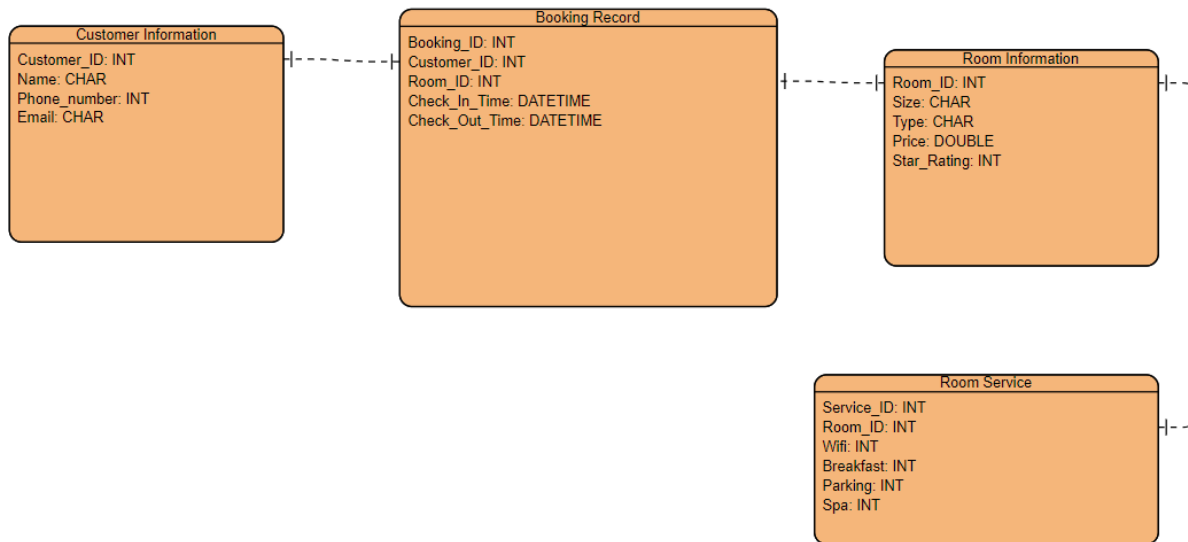 Customer Information
Customer_ID: INT
Name: CHAR
Phone_number: INT
Email: CHAR
Booking Record
Booking_ID: INT
Customer_ID: INT
Room_ID: INT
Check_In_Time: DATETIME
Check_Out_Time: DATETIME
Room Information
Room_ID: INT
Size: CHAR
Type: CHAR
Price: DOUBLE
Star_Rating: INT
Room Service
Service_ID: INT
Room_ID: INT
Wifi: INT
Breakfast: INT
Parking: INT
Spa: INT